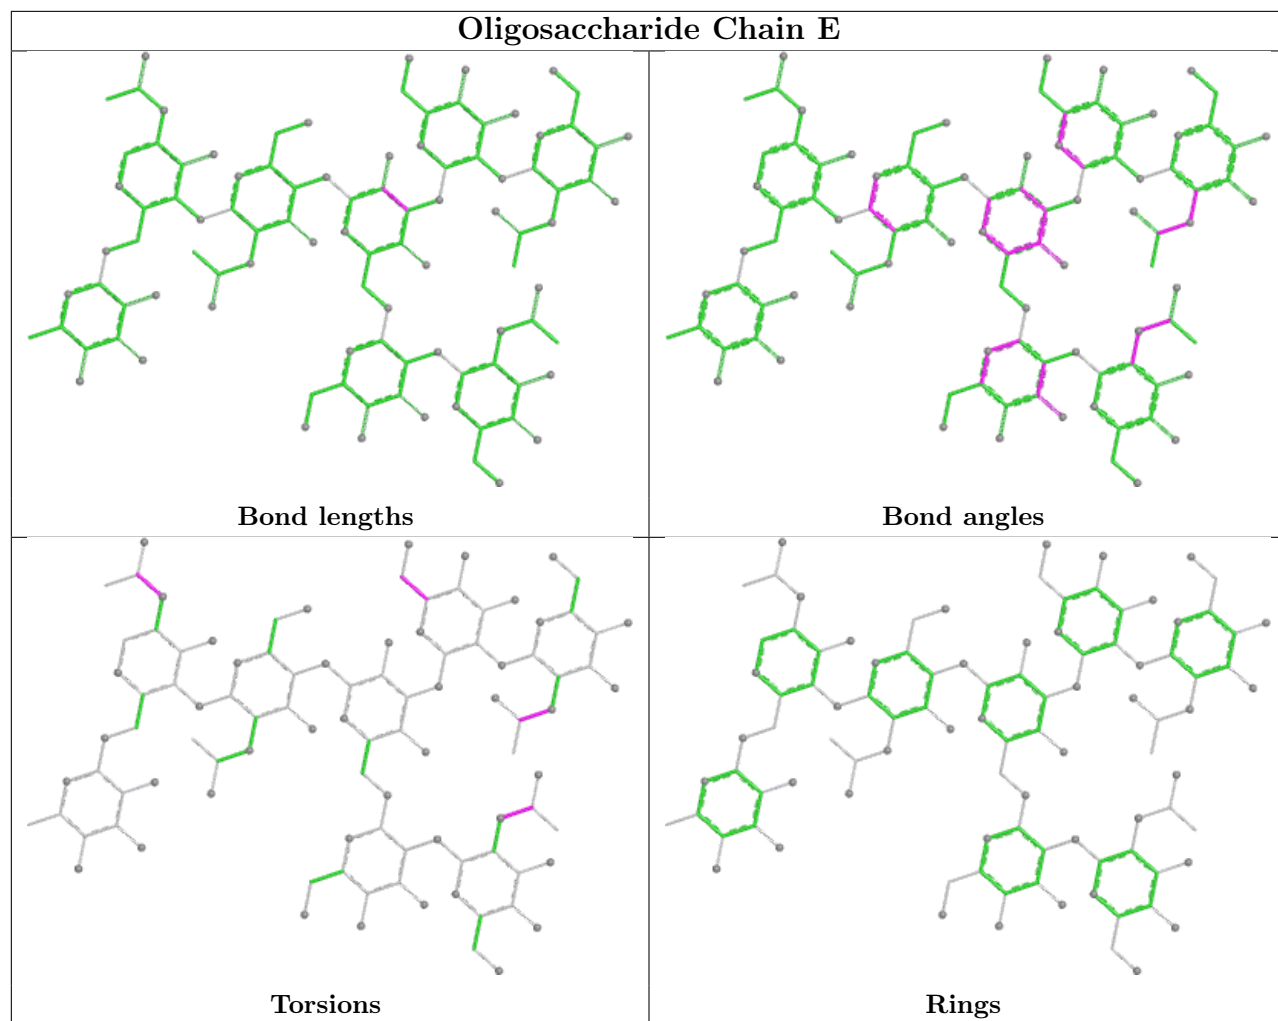 Oligosaccharide Chain E
Bond lengths
Bond angles
Torsions
Rings